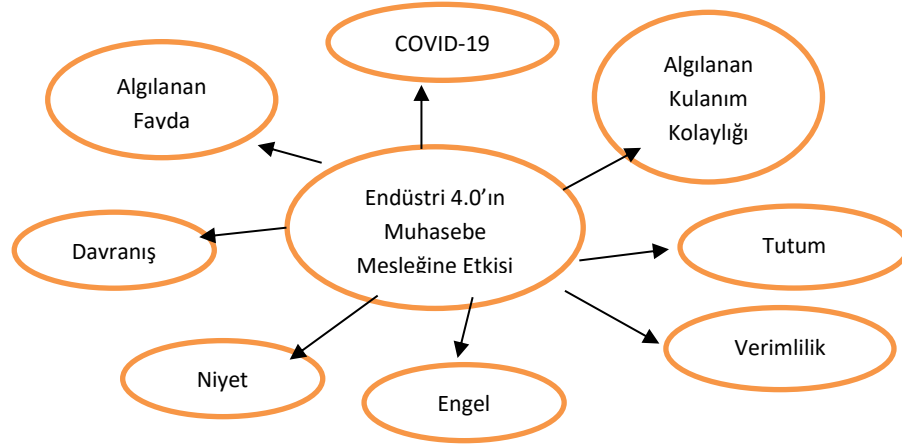 COVID-19
Algılanan
Fayda
Algılanan
Kulanım
Kolaylığı
Endüstri 4.0’ın
Muhasebe
Mesleğine Etkisi
Davranış
Tutum
Verimlilik
Niyet
Engel